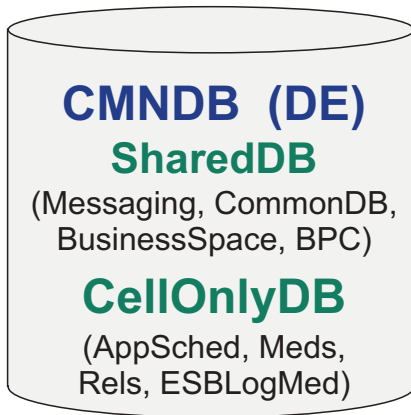 CMNDB (DE)
SharedDB
(Messaging, CommonDB,
BusinessSpace, BPC)
CellOnlyDB
(AppSched, Meds,
Rels, ESBLogMed)